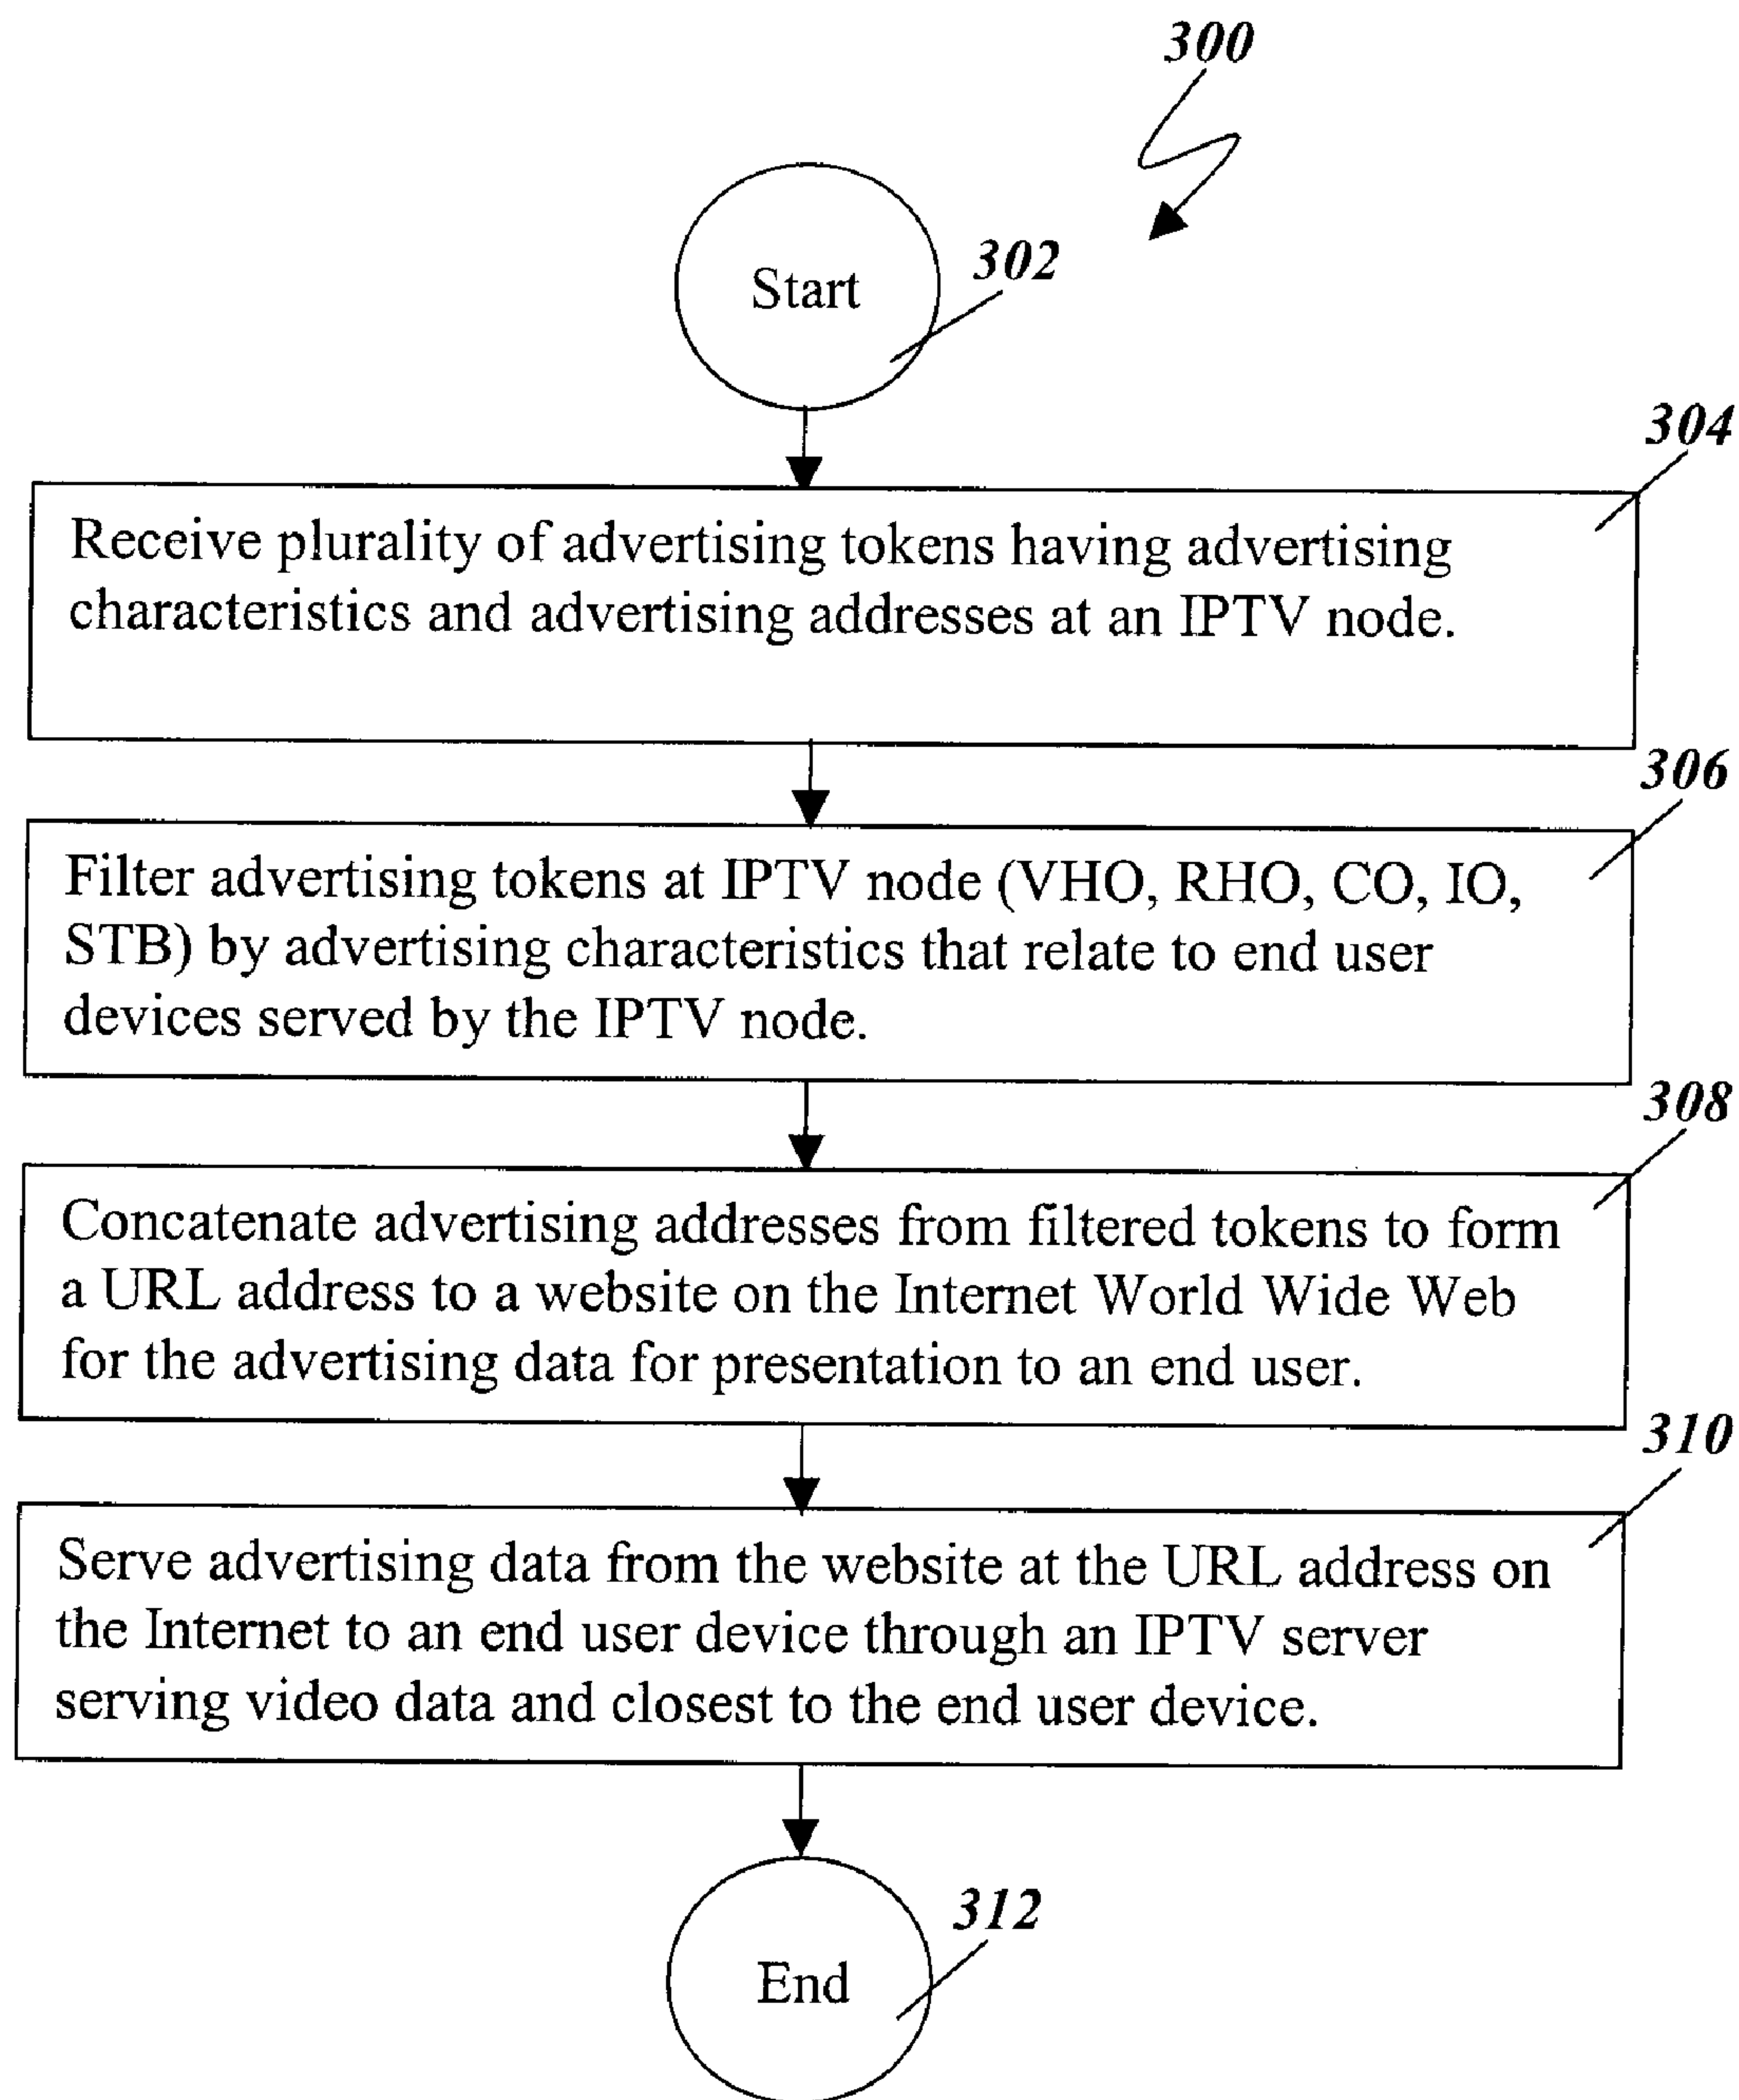 300
Start
302
304
Receive plurality of advertising tokens having advertising
characteristics and advertising addresses at an IPTV node.
306
Filter advertising tokens at IPTV node (VHO, RHO, CO, IO,
STB) by advertising characteristics that relate to end user
devices served by the IPTV node.
308
Concatenate advertising addresses from filtered tokens to form
a URL address to a website on the Internet World Wide Web
for the advertising data for presentation to an end user.
310
Serve advertising data from the website at the URL address on
the Internet to an end user device through an IPTV server
serving video data and closest to the end user device.
312
End